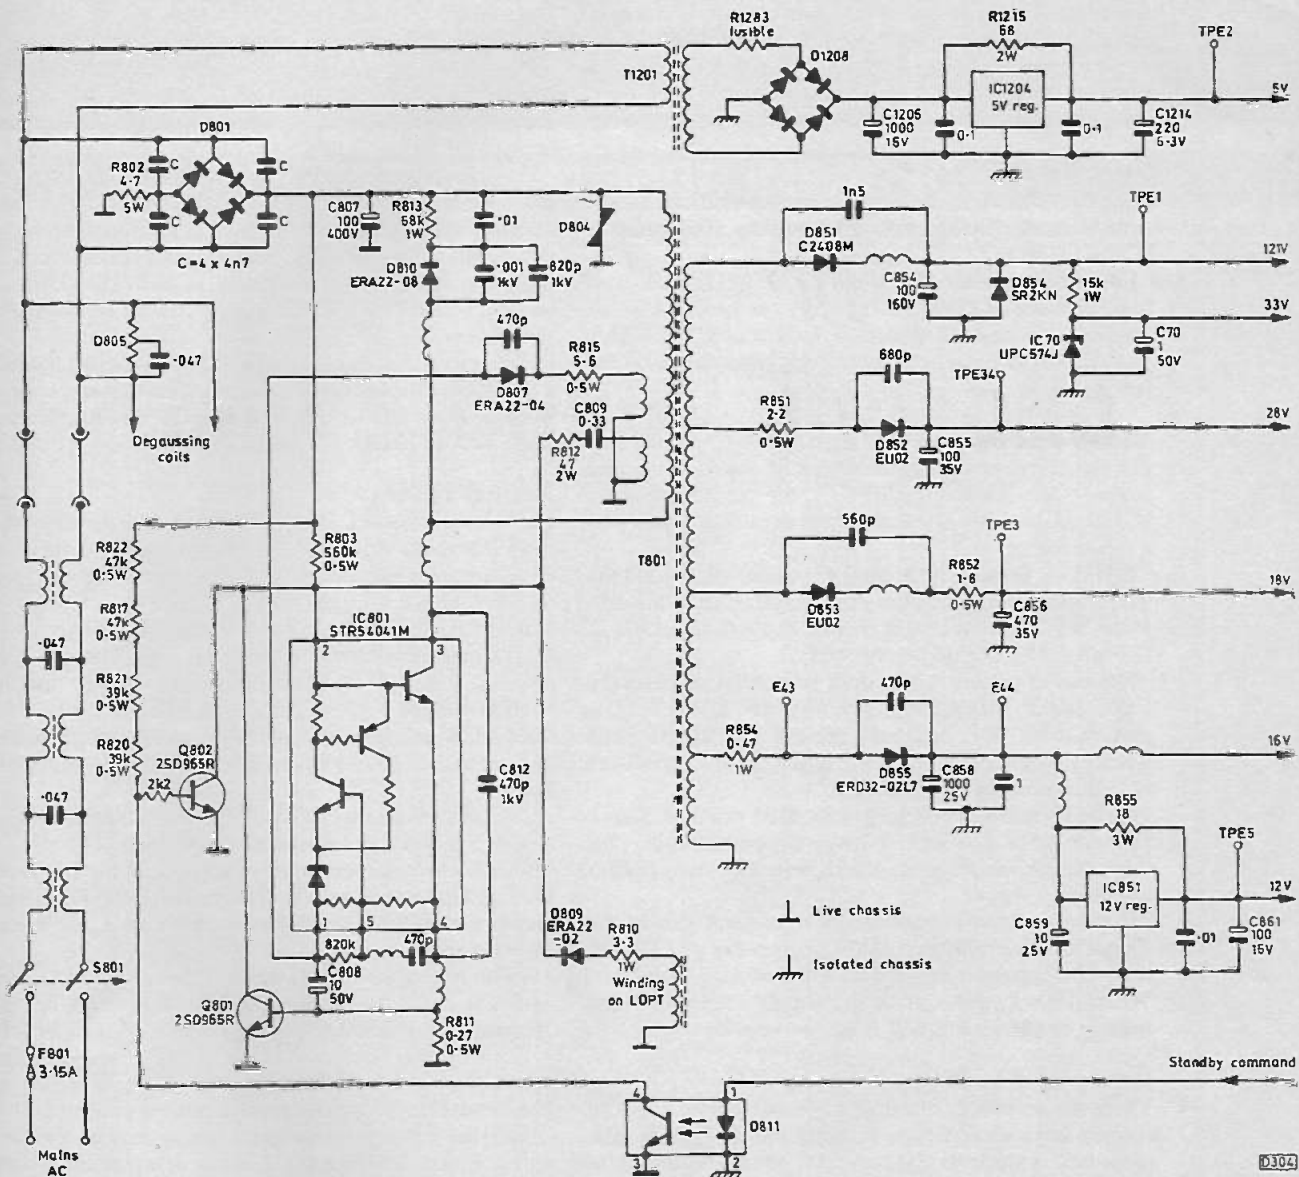 R1283
fusible
R1215
68
2W
TPE2
T1201
D1208
IC1204
5V reg.
5V
C1205
1000
16V
0·1
0·1
C1214
220
6·3V
D801
C
C
R802
4·7
5W
C
C
C=4 x 4n7
C807
100
400V
R813
68k
1W
·01
D804
D810
ERA22-08
·001
1kV
820p
1kV
1n5
D851
C2408M
TPE1
121V
C854
100
160V
D854
SR2KN
15k
1W
33V
IC70
UPC574J
C70
1
50V
D805
·047
Degaussing
coils
470p
R815
5·6
0·5W
D807
ERA22-04
C809
0·33
R812
47
2W
680p
TPE34
R851
2·2
0·5W
D852
EU02
C855
100
35V
28V
R822
47k
0·5W
R803
560k
0·5W
T801
560p
TPE3
R852
1·6
0·5W
D853
EU02
C856
470
35V
18V
R817
47k
0·5W
IC801
STR54041M
2
3
·047
R821
39k
0·5W
R820
39k
0·5W
Q802
2SD965R
2k2
C812
470p
1kV
·047
E43
470p
E44
R854
0·47
1W
D855
ERD32-02L7
C858
1000
25V
1
16V
R855
18
3W
TPE5
IC851
12V reg.
12V
C859
10
25V
·01
C861
100
16V
1
5
4
820k
470p
C808
10
50V
D809
ERA22
-02
R810
3·3
1W
Winding
on LOPT
Live chassis
Isolated chassis
S801
Q801
2SD965R
R811
0·27
0·5W
F801
3·15A
Mains
AC
Standby command
4
1
D811
3
2
D304